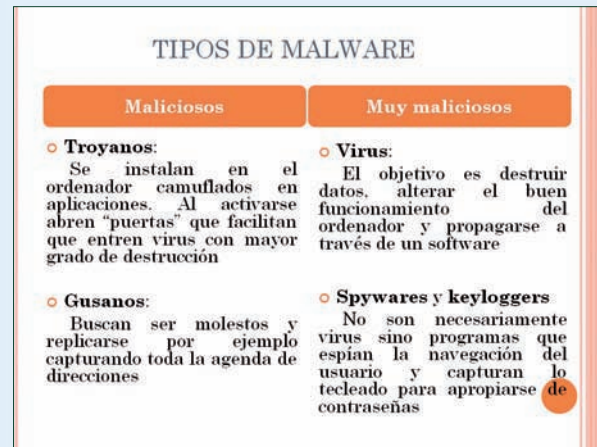 TIPOS DE MALWARE
Maliciosos
Muy maliciosos
Troyanos:
Se instalan en el
ordenador camuflados en
aplicaciones. Al activarse
abren “puertas” que facilitan
que entren virus con mayor
grado de destrucción
Gusanos:
Buscan ser molestos y
replicarse por ejemplo
capturando toda la agenda de
direcciones
Virus:
El objetivo es destruir
datos, alterar el buen
funcionamiento del
ordenador y propagarse a
través de un software
Spywares y keyloggers
No son necesariamente
virus sino programas que
espían la navegación del
usuario y capturan lo
tecleado para apropiarse de
contraseñas